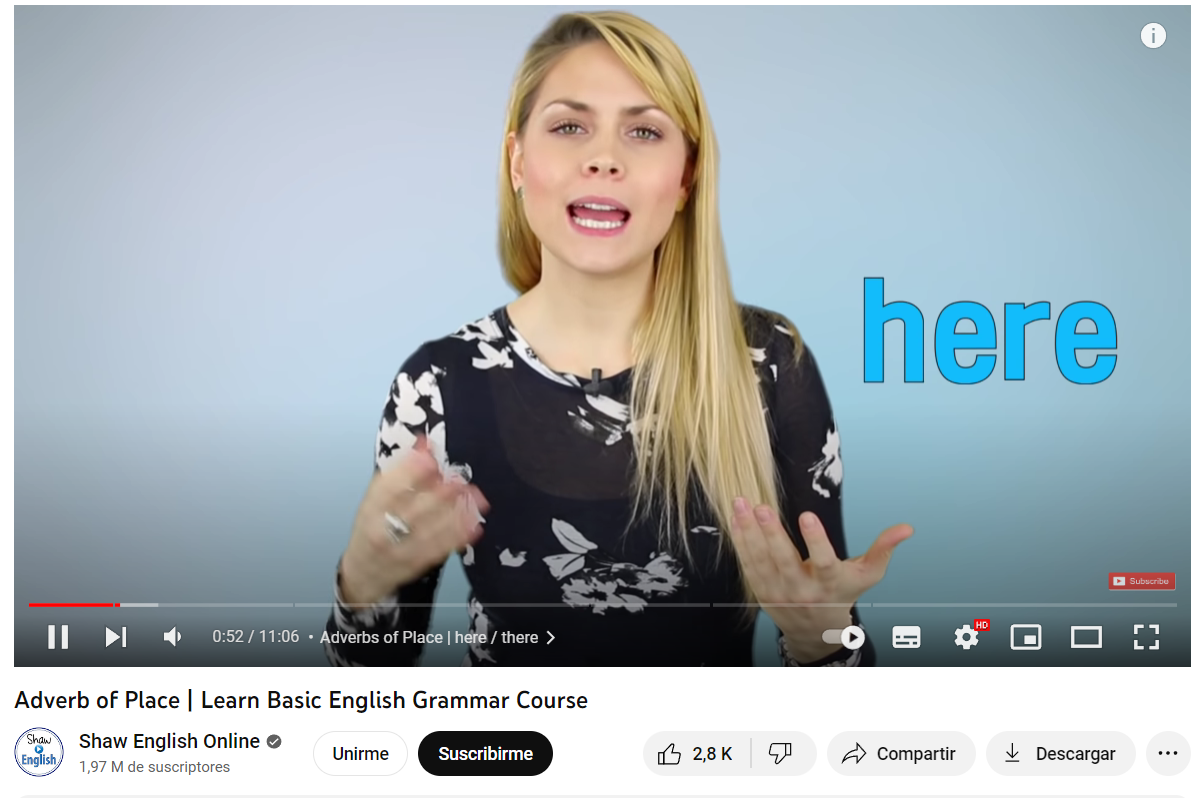 here
Subscribe
0:52 / 11:06 • Adverbs of Place | here / there
HD
Adverb of Place | Learn Basic English Grammar Course
Shaw
English
Shaw English Online
1,97 M de suscriptores
Unirme
Suscribirme
2,8 K
Compartir
Descargar